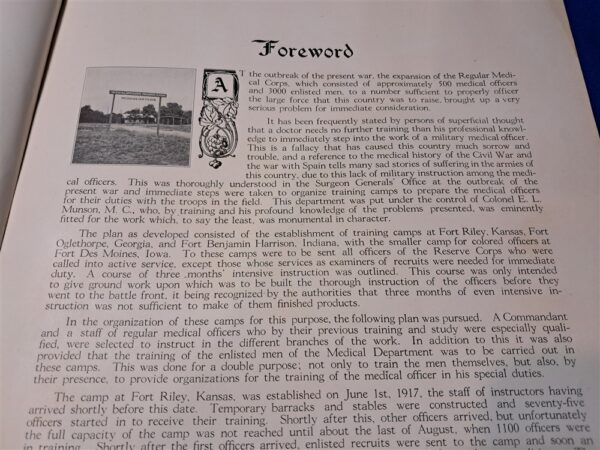 Foreword
AT the outbreak of the present war, the expansion of the Regular Medi-
cal Corps, which consisted of approximately 500 medical officers
and 3000 enlisted men, to a number sufficient to properly officer
the large force that this country was to raise, brought up a very
serious problem for immediate consideration.
It has been frequently stated by persons of superficial thought
that a doctor needs no further training than his professional knowl-
edge to immediately step into the work of a military medical officer.
This is a fallacy that has caused this country much sorrow and
trouble, and a reference to the medical history of the Civil War and
the war with Spain tells many sad stories of suffering in the armies of
this country, due to this lack of military instruction among the medi-
cal officers. This was thoroughly understood in the Surgeon Generals' Office at the outbreak of the
present war and immediate steps were taken to organize training camps to prepare the medical officers
for their duties with the troops in the field. This department was put under the control of Colonel E. L.
Munson, M. C., who, by training and his profound knowledge of the problems presented, was eminently
fitted for the work which, to say the least, was monumental in character.
The plan as developed consisted of the establishment of training camps at Fort Riley, Kansas, Fort
Oglethorpe, Georgia, and Fort Benjamin Harrison, Indiana, with the smaller camp for colored officers at
Fort Des Moines, Iowa. To these camps were to be sent all officers of the Reserve Corps who were
called into active service, except those whose services as examiners of recruits were needed for immediate
duty. A course of three months' intensive instruction was outlined. This course was only intended
to give ground work upon which was to be built the thorough instruction of the officers before they
went to the battle front, it being recognized by the authorities that three months of even intensive in-
struction was not sufficient to make of them finished products.
In the organization of these camps for this purpose, the following plan was pursued. A Commandant
and a staff of regular medical officers who by their previous training and study were especially quali-
fied, were selected to instruct in the different branches of the work. In addition to this it was also
provided that the training of the enlisted men of the Medical Department was to be carried out in
these camps. This was done for a double purpose; not only to train the men themselves, but also, by
their presence, to provide organizations for the training of the medical officer in his special duties.
The camp at Fort Riley, Kansas, was established on June 1st, 1917, the staff of instructors having
arrived shortly before this date. Temporary barracks and stables were constructed and seventy-five
officers started in to receive their training. Shortly after this, other officers arrived, but unfortunately
the full capacity of the camp was not reached until about the last of August, when 1100 officers were
in training. Shortly after the first officers arrived, enlisted recruits were sent to the camp and soon an